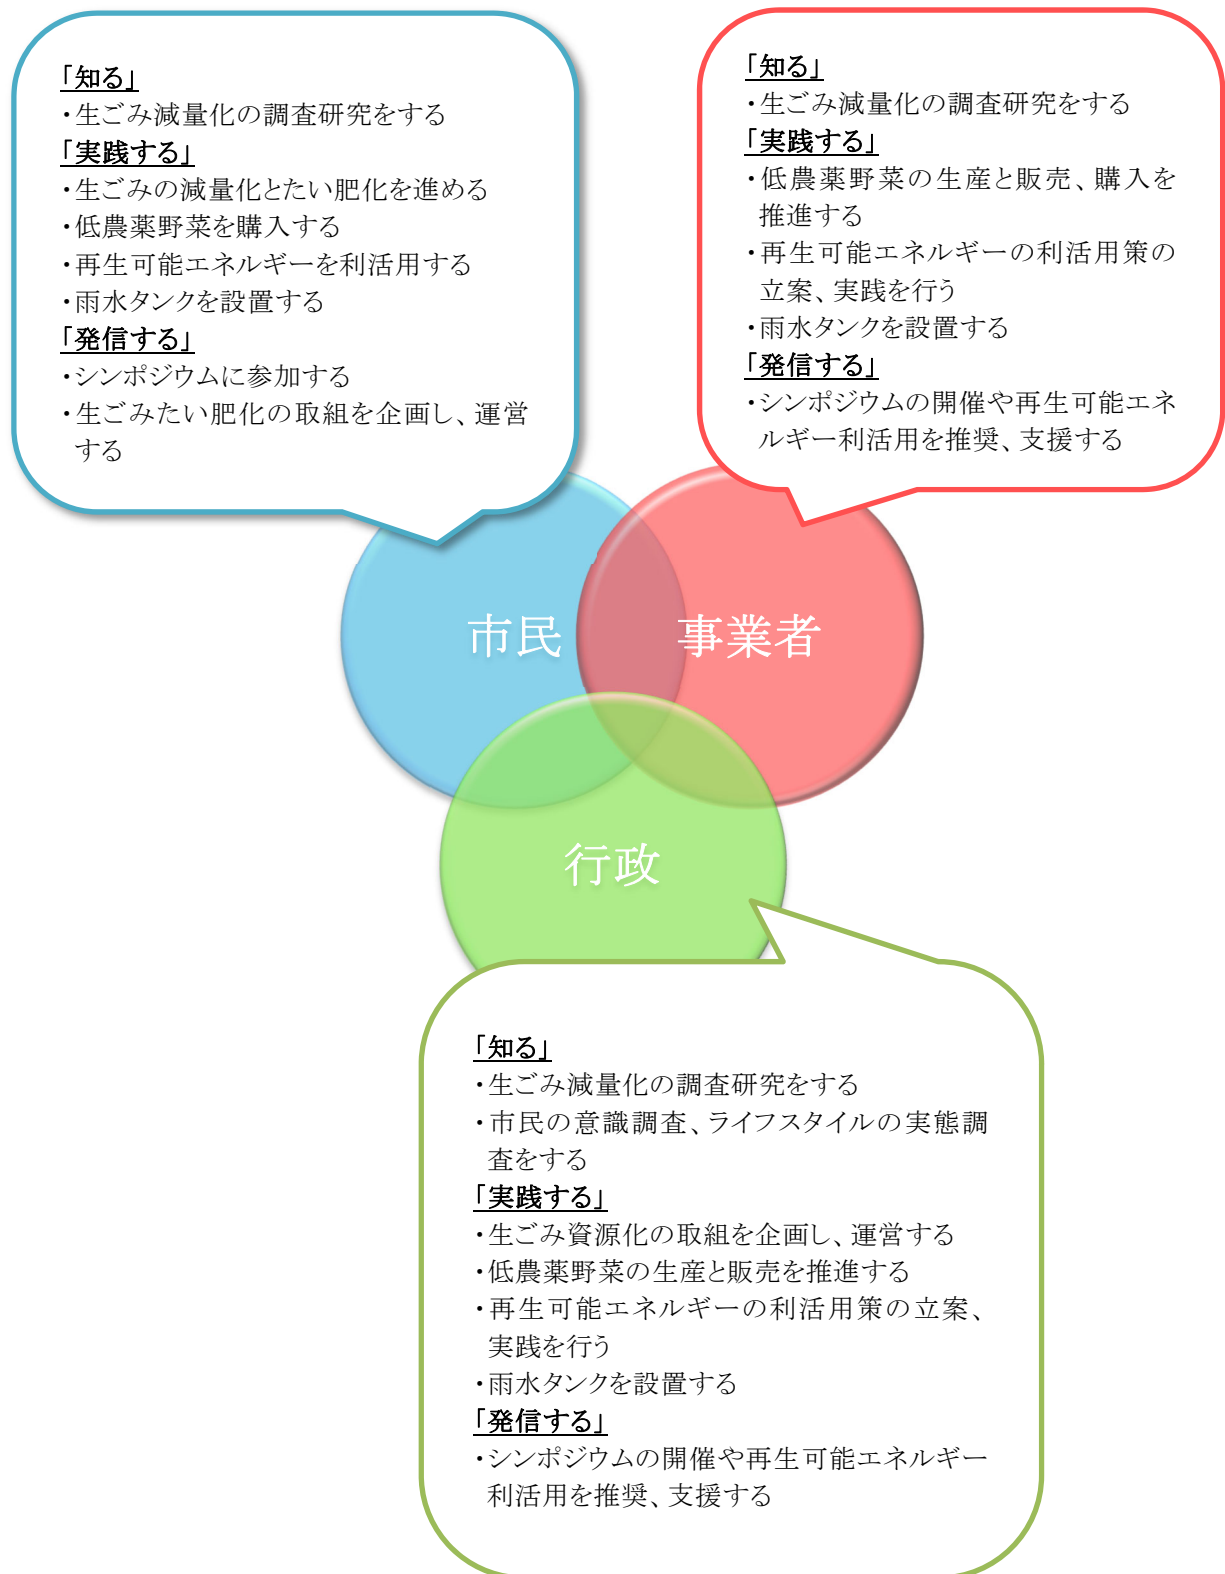 「知る」
・生ごみ減量化の調査研究をする
「実践する」
・生ごみの減量化とたい肥化を進める
・低農薬野菜を購入する
・再生可能エネルギーを利活用する
・雨水タンクを設置する
「発信する」
・シンポジウムに参加する
・生ごみたい肥化の取組を企画し、運営
する
「知る」
・生ごみ減量化の調査研究をする
「実践する」
・低農薬野菜の生産と販売、購入を
推進する
・再生可能エネルギーの利活用策の
立案、実践を行う
・雨水タンクを設置する
「発信する」
・シンポジウムの開催や再生可能エネ
ルギー利活用を推奨、支援する
市民
事業者
行政
「知る」
・生ごみ減量化の調査研究をする
・市民の意識調査、ライフスタイルの実態調
査をする
「実践する」
・生ごみ資源化の取組を企画し、運営する
・低農薬野菜の生産と販売を推進する
・再生可能エネルギーの利活用策の立案、
実践を行う
・雨水タンクを設置する
「発信する」
・シンポジウムの開催や再生可能エネルギー
利活用を推奨、支援する